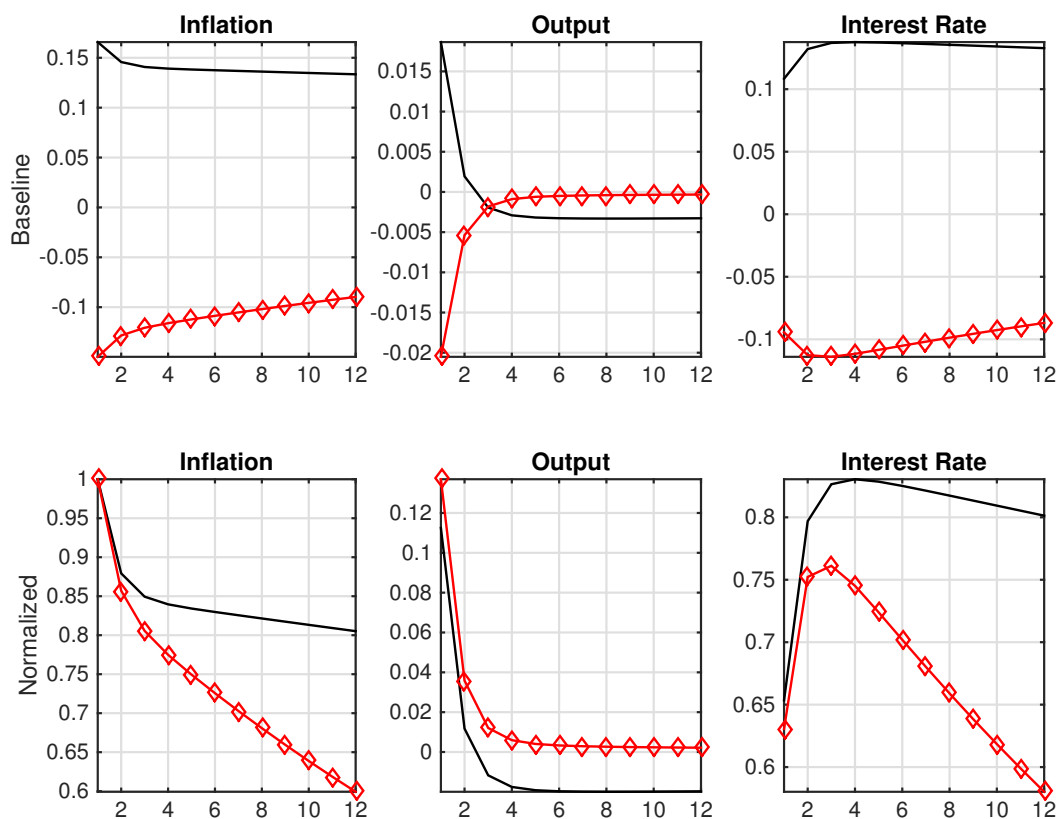 Inflation
Output
Interest Rate
Baseline
0.15
0.1
0.05
0
-0.05
-0.1
2 4 6 8 10 12
0.015
0.01
0.005
0
-0.005
-0.01
-0.015
-0.02
2 4 6 8 10 12
0.1
0.05
0
-0.05
-0.1
2 4 6 8 10 12
Inflation
Output
Interest Rate
Normalized
1
0.95
0.9
0.85
0.8
0.75
0.7
0.65
0.6
2 4 6 8 10 12
0.12
0.1
0.08
0.06
0.04
0.02
0
2 4 6 8 10 12
0.8
0.75
0.7
0.65
0.6
2 4 6 8 10 12